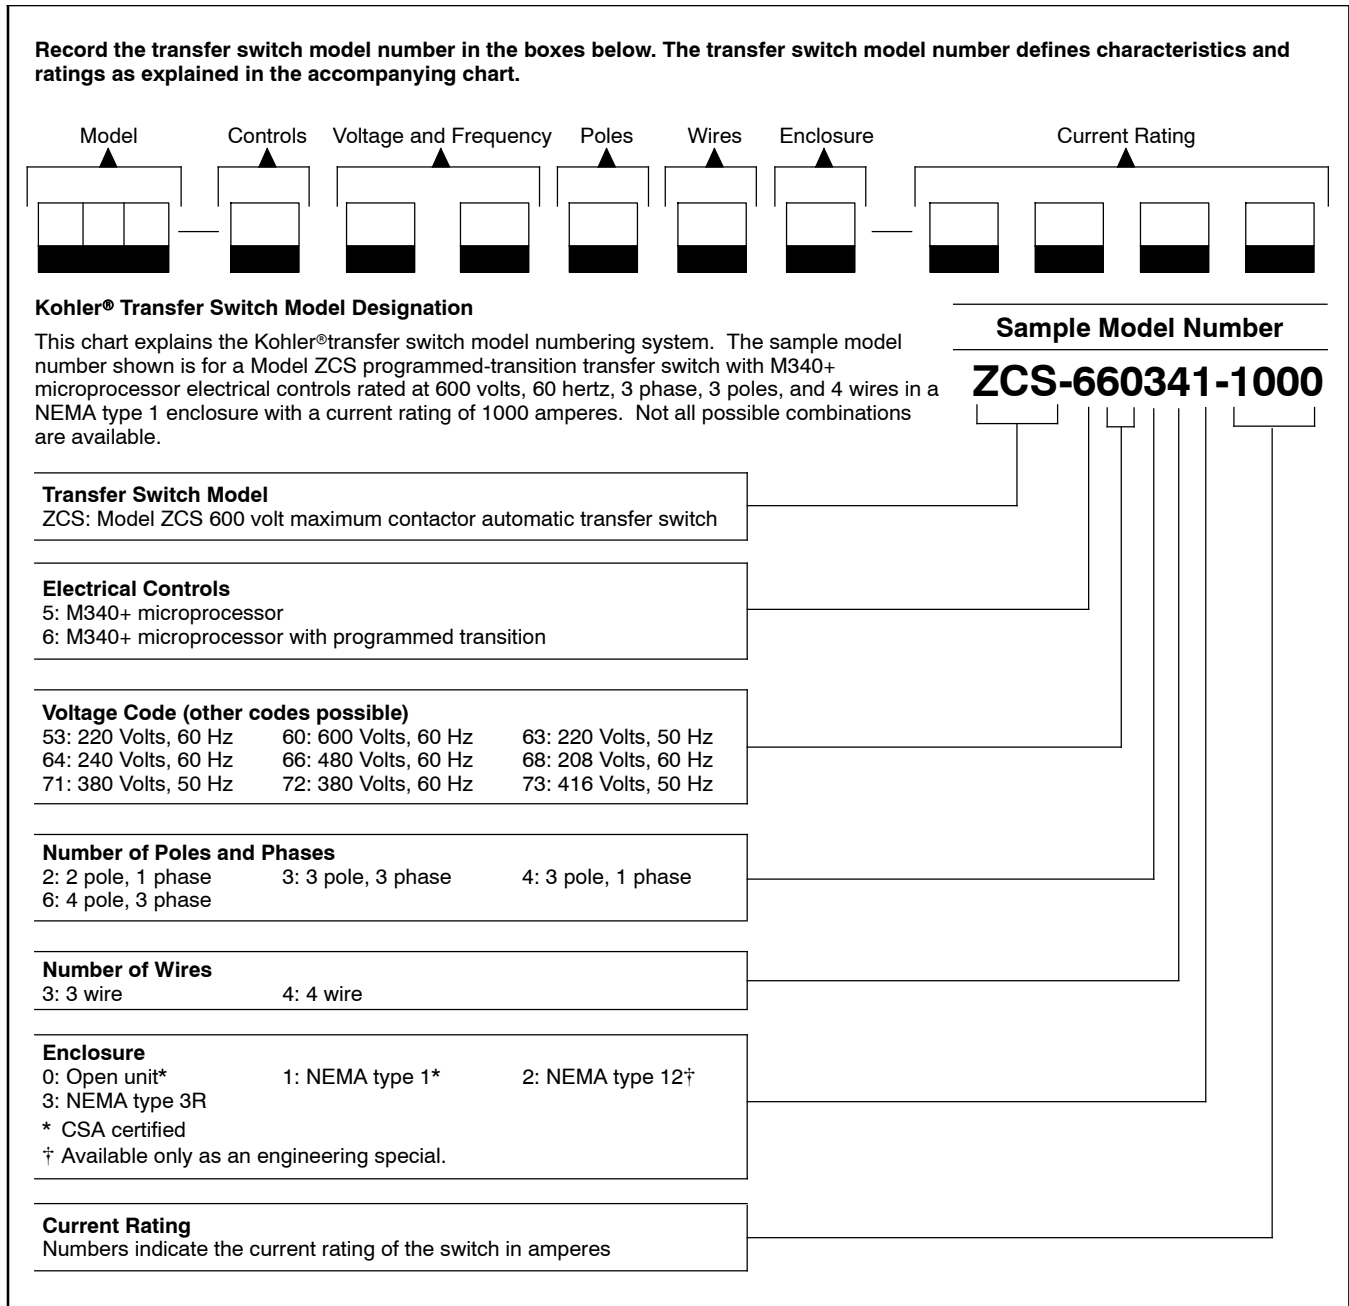 Record the transfer switch model number in the boxes below. The transfer switch model number defines characteristics and
ratings as explained in the accompanying chart.
Model Controls Voltage and Frequency Poles Wires Enclosure Current Rating
Kohler® Transfer Switch Model Designation
This chart explains the Kohler®transfer switch model numbering system. The sample model
number shown is for a Model ZCS programmed-transition transfer switch with M340+
microprocessor electrical controls rated at 600 volts, 60 hertz, 3 phase, 3 poles, and 4 wires in a
NEMA type 1 enclosure with a current rating of 1000 amperes. Not all possible combinations
are available.
Sample Model Number
ZCS-660341-1000
Transfer Switch Model
ZCS: Model ZCS 600 volt maximum contactor automatic transfer switch
Electrical Controls
5: M340+ microprocessor
6: M340+ microprocessor with programmed transition
Voltage Code (other codes possible)
53: 220 Volts, 60 Hz 60: 600 Volts, 60 Hz 63: 220 Volts, 50 Hz
64: 240 Volts, 60 Hz 66: 480 Volts, 60 Hz 68: 208 Volts, 60 Hz
71: 380 Volts, 50 Hz 72: 380 Volts, 60 Hz 73: 416 Volts, 50 Hz
Number of Poles and Phases
2: 2 pole, 1 phase 3: 3 pole, 3 phase 4: 3 pole, 1 phase
6: 4 pole, 3 phase
Number of Wires
3: 3 wire 4: 4 wire
Enclosure
0: Open unit* 1: NEMA type 1* 2: NEMA type 12†
3: NEMA type 3R
* CSA certified
† Available only as an engineering special.
Current Rating
Numbers indicate the current rating of the switch in amperes